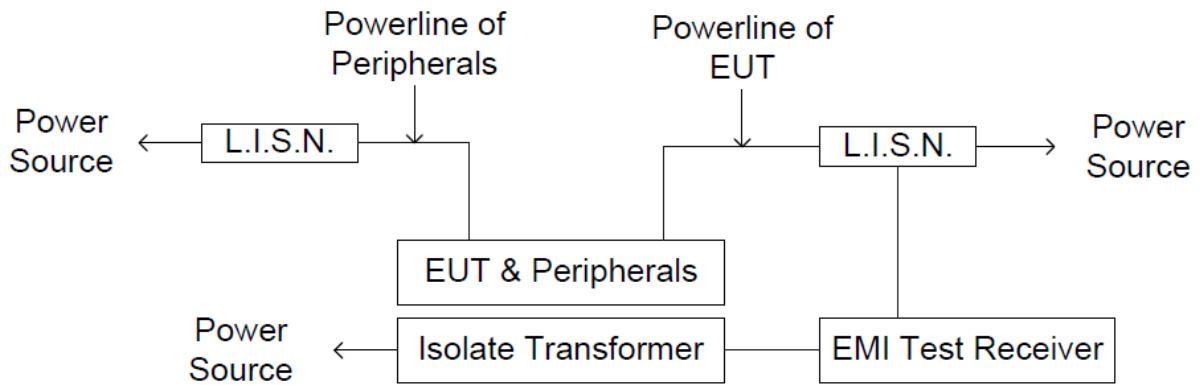 Powerline of
Peripherals
Powerline of
EUT
Power
Source
L.I.S.N.
L.I.S.N.
Power
Source
EUT & Peripherals
Power
Source
Isolate Transformer
EMI Test Receiver